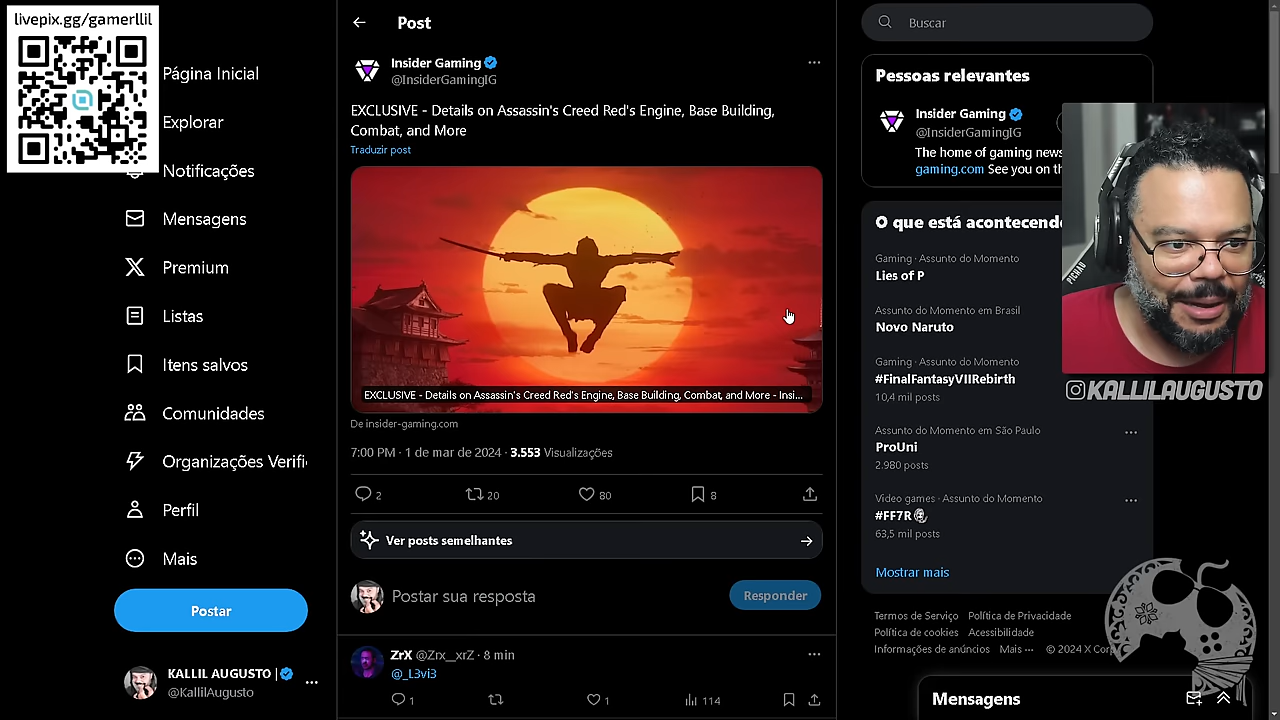 livepix.gg/gamerllil
Página Inicial
Explorar
Notificações
Mensagens
Premium
Listas
Itens salvos
Comunidades
Organizações Verifi
Perfil
Mais
Postar
KALLIL AUGUSTO |
@KallilAugusto
Post
Insider Gaming
@InsiderGamingIG
EXCLUSIVE - Details on Assassin's Creed Red's Engine, Base Building,
Combat, and More
Traduzir post
EXCLUSIVE - Details on Assassin's Creed Red's Engine, Base Building, Combat, and More - Insi...
De insider-gaming.com
7:00 PM · 1 de mar de 2024 · 3.553 Visualizações
2 20 80 8
Ver posts semelhantes
Postar sua resposta
Responder
ZrX @Zrx__xrZ · 8 min
@_L3vi3
1 1 114
Buscar
Pessoas relevantes
Insider Gaming
@InsiderGamingIG
The home of gaming news
gaming.com See you on th
O que está acontecend
Gaming · Assunto do Momento
Lies of P
Assunto do Momento em Brasil
Novo Naruto
Gaming · Assunto do Momento
#FinalFantasyVIIRebirth
10,4 mil posts
Assunto do Momento em São Paulo
ProUni
2.980 posts
Video games · Assunto do Momento
#FF7R
63,5 mil posts
Mostrar mais
Termos de Serviço Política de Privacidade
Política de cookies Acessibilidade
Informações de anúncios Mais ··· © 2024 X Corp.
Mensagens
PICHAU
KALLILAUGUSTO